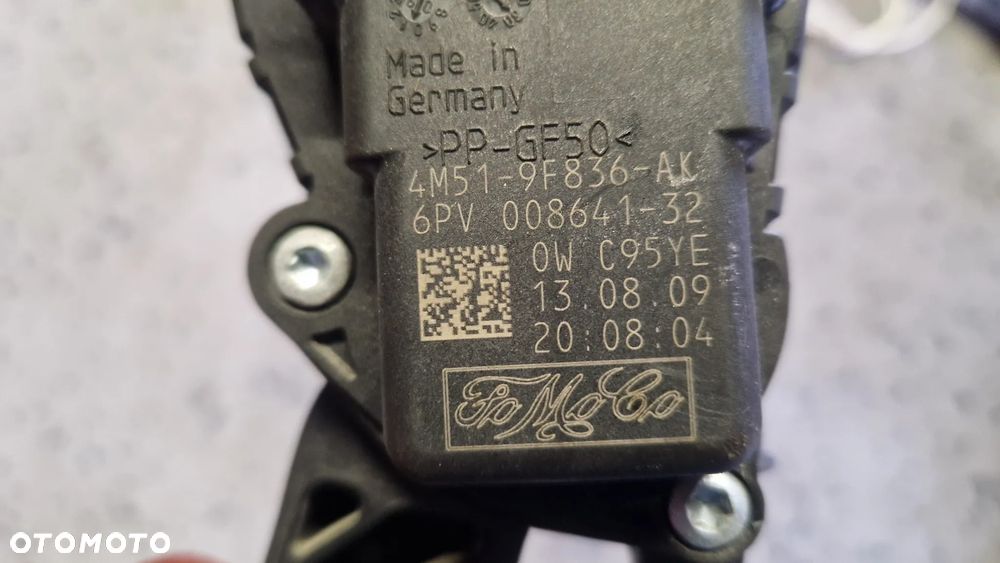 Made in
Germany
>PP-GF50<
4M51-9F836-AK
6PV 008641-32
0W C95YE
13.08.09
20:08:04
FoMoCo
OTOMOTO